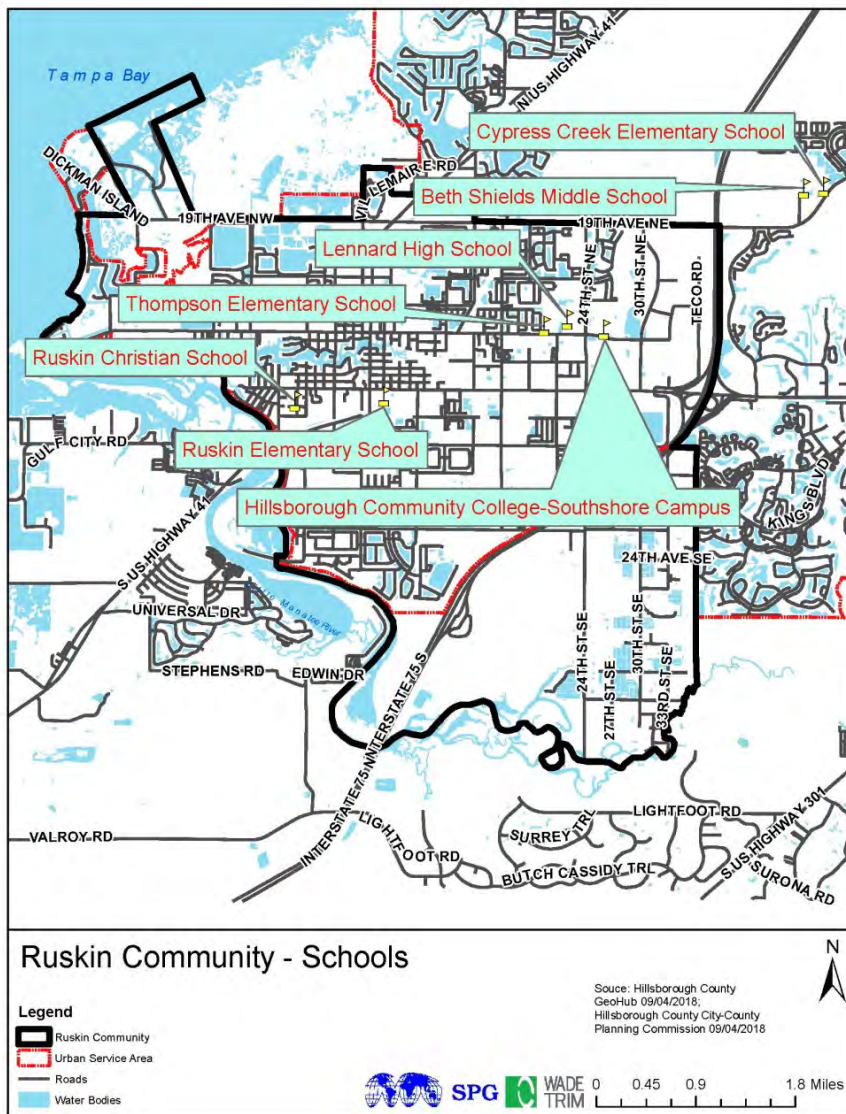 Tampa Bay
N US HIGHWAY 41
Cypress Creek Elementary School
DICKMAN ISLAND
VIL LEMAIRE RD
Beth Shields Middle School
19TH AVE NW
19TH AVE NE
Lennard High School
24TH ST NE
30TH ST NE
TECO RD
Thompson Elementary School
Ruskin Christian School
GULF CITY RD
Ruskin Elementary School
Hillsborough Community College-Southshore Campus
KINGS BLVD
S US HIGHWAY 41
24TH AVE SE
Manatee River
UNIVERSAL DR
STEPHENS RD
EDWIN DR
24TH ST SE
27TH ST SE
30TH ST SE
33RD ST SE
INTERSTATE 75 S
INTERSTATE 75 N
VALROY RD
LIGHTFOOT RD
SURREY TRL
LIGHTFOOT RD
BUTCH CASSIDY TRL
S US HIGHWAY 301
SURONA RD
Ruskin Community - Schools
N
Souce: Hillsborough County
GeoHub 09/04/2018;
Hillsborough County City-County
Planning Commission 09/04/2018
Legend
Ruskin Community
Urban Service Area
Roads
Water Bodies
SPG
WADE
TRIM
0 0.45 0.9 1.8 Miles